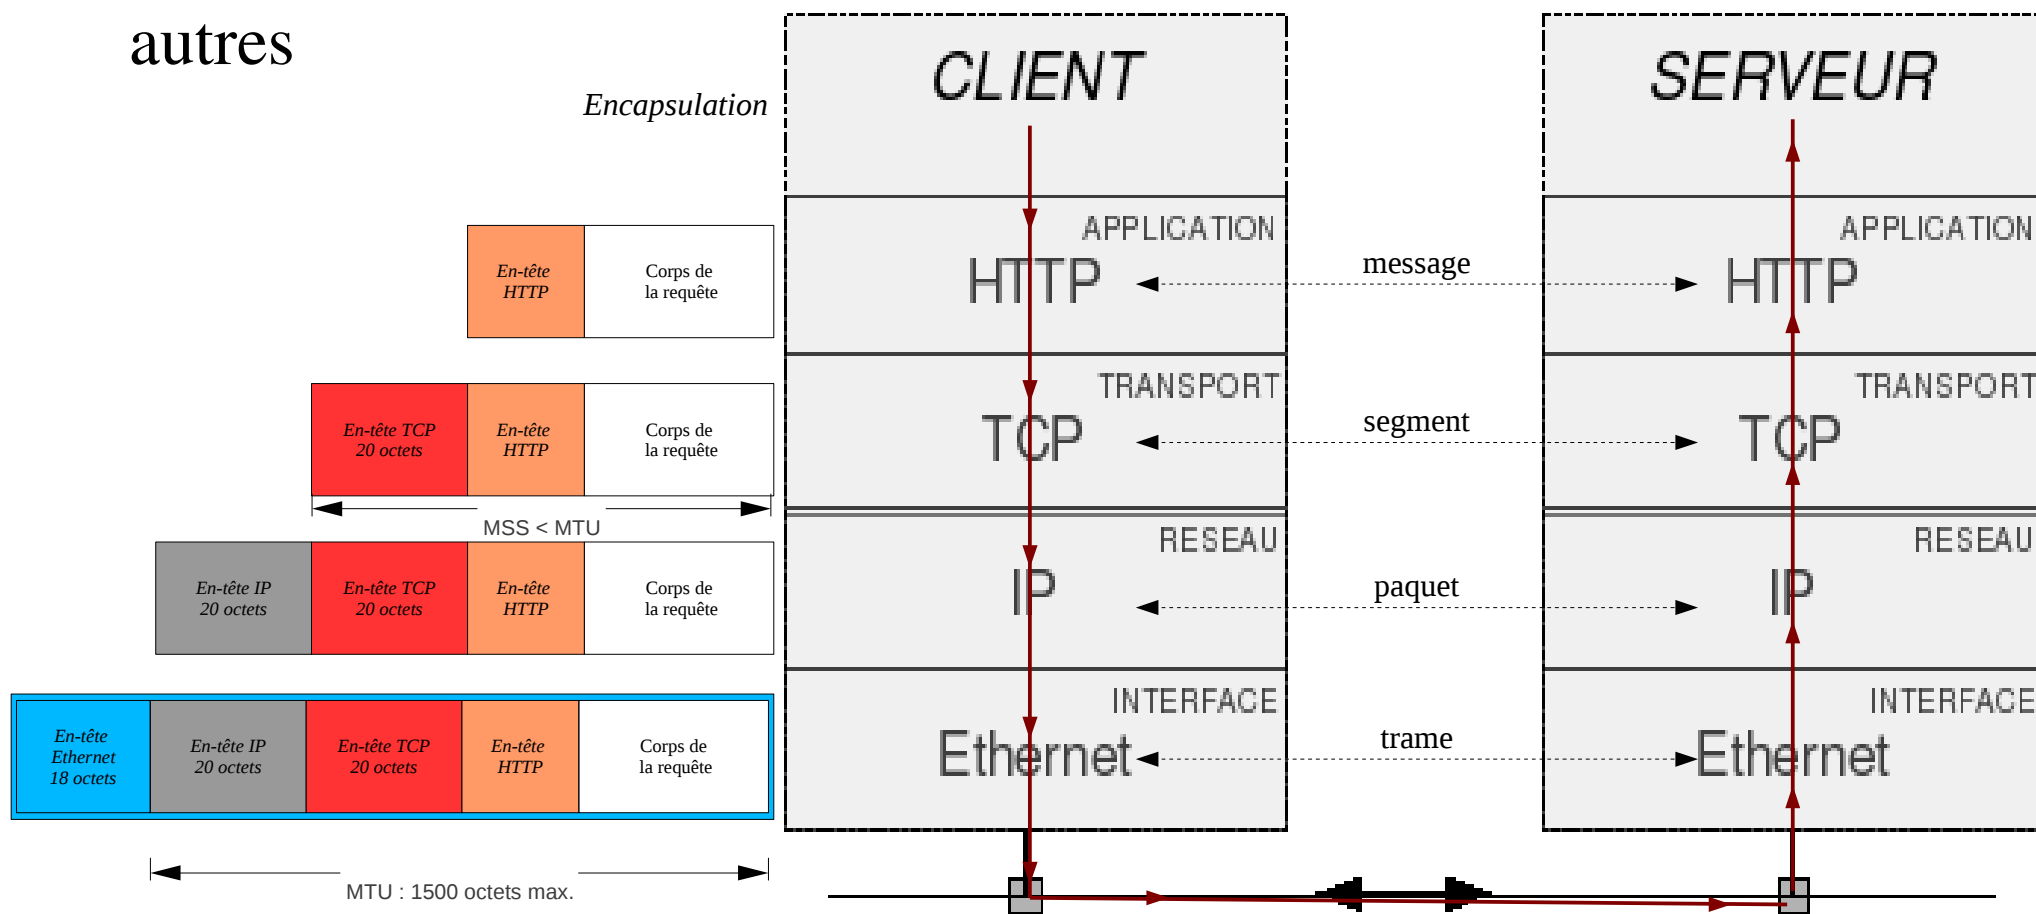 autres
Encapsulation
CLIENT
SERVEUR
APPLICATION
HTTP
message
APPLICATION
HTTP
En-tête
HTTP
Corps de
la requête
TRANSPORT
TCP
segment
TRANSPORT
TCP
En-tête TCP
20 octets
En-tête
HTTP
Corps de
la requête
MSS < MTU
RESEAU
IP
paquet
RESEAU
IP
En-tête IP
20 octets
En-tête TCP
20 octets
En-tête
HTTP
Corps de
la requête
INTERFACE
Ethernet
trame
INTERFACE
Ethernet
En-tête
Ethernet
18 octets
En-tête IP
20 octets
En-tête TCP
20 octets
En-tête
HTTP
Corps de
la requête
MTU : 1500 octets max.